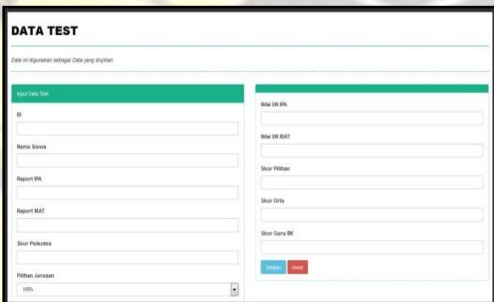 DATA TEST
Data ini digunakan sebagai Data yang diujikan
Input Data Test
ID
Nama Siswa
Raport IPA
Raport MAT
Skor Psikotes
Pilihan Jurusan
MIPA
Nilai UN IPA
Nilai UN MAT
Skor Pilihan
Skor Ortu
Skor Guru BK
Simpan reset